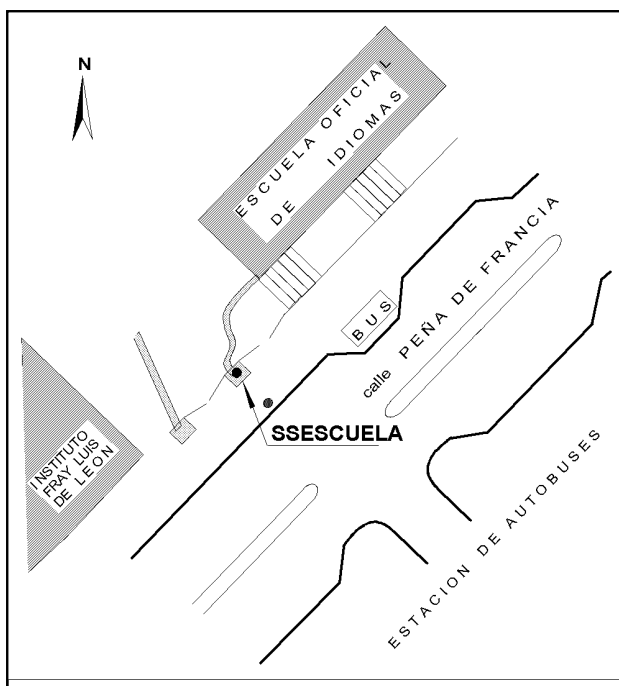 N
ESCUELA OFICIAL
DE IDIOMAS
BUS
calle PEÑA DE FRANCIA
SSESCUELA
INSTITUTO
FRAY LUIS
DE LEON
ESTACION DE AUTOBUSES